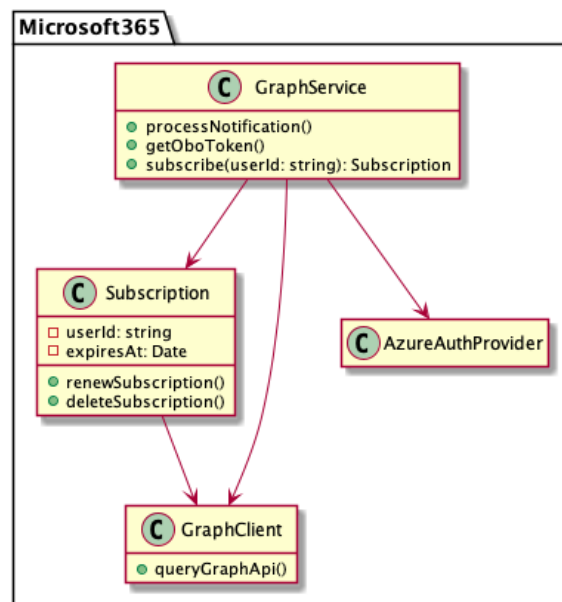 Microsoft365
C GraphService
processNotification()
getOboToken()
subscribe(userId: string): Subscription
C Subscription
userId: string
expiresAt: Date
renewSubscription()
deleteSubscription()
C AzureAuthProvider
C GraphClient
queryGraphApi()